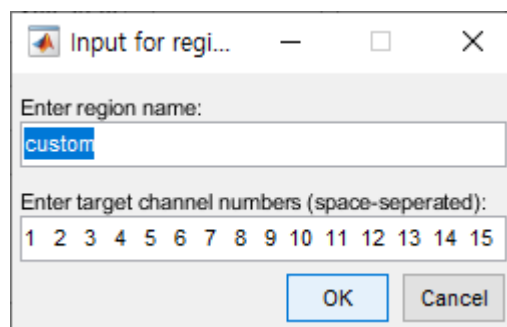 Input for regi...
Enter region name:
custom
Enter target channel numbers (space-seperated):
1 2 3 4 5 6 7 8 9 10 11 12 13 14 15
OK Cancel